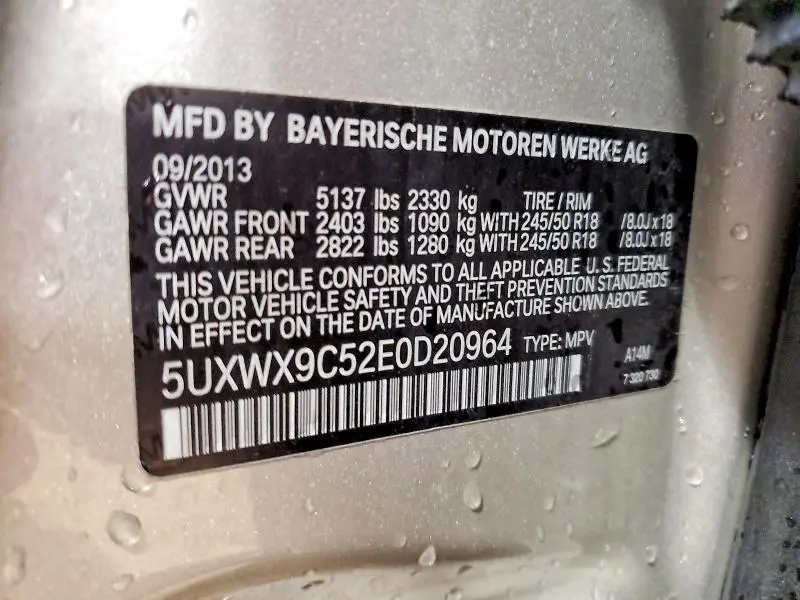 MFD BY BAYERISCHE MOTOREN WERKE AG
09/2013
GVWR 5137 lbs 2330 kg TIRE / RIM
GAWR FRONT 2403 lbs 1090 kg WITH 245/50 R18 /8.0J x 18
GAWR REAR 2822 lbs 1280 kg WITH 245/50 R18 /8.0J x 18
THIS VEHICLE CONFORMS TO ALL APPLICABLE U. S. FEDERAL
MOTOR VEHICLE SAFETY AND THEFT PREVENTION STANDARDS
IN EFFECT ON THE DATE OF MANUFACTURE SHOWN ABOVE.
5UXWX9C52E0D20964 TYPE: MPV
A14M
7 320 730